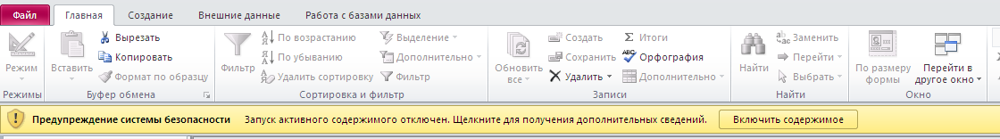 Файл Главная Создание Внешние данные Работа с базами данных
Режим
Режимы
Вставить
Вырезать
Копировать
Формат по образцу
Буфер обмена
Фильтр
По возрастанию
По убыванию
Удалить сортировку
Выделение
Дополнительно
Фильтр
Сортировка и фильтр
Обновить
все
Создать
Сохранить
Удалить
Σ Итоги
ABC Орфография
Дополнительно
Записи
Найти
Заменить
Перейти
Выбрать
Найти
По размеру
формы
Перейти в
другое окно
Окно
Предупреждение системы безопасности Запуск активного содержимого отключен. Щелкните для получения дополнительных сведений. Включить содержимое